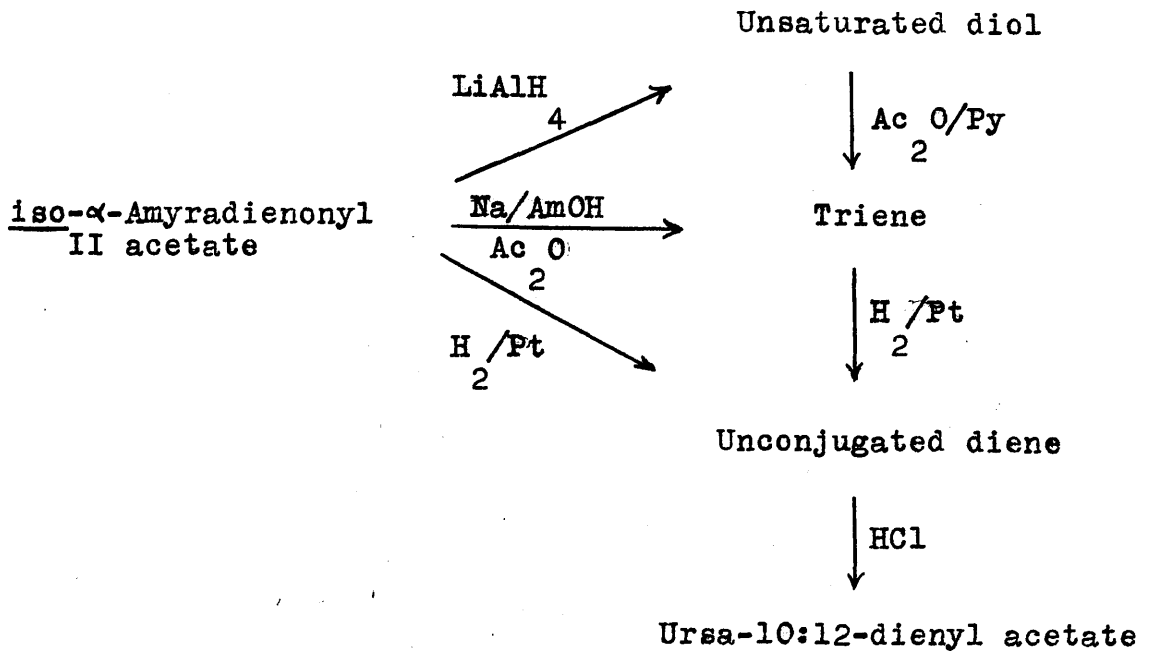 Unsaturated diol
LiAlH4
Ac2O/Py
iso-α-Amyradienonyl
II acetate
Na/AmOH
Ac2O
Triene
H2/Pt
H2/Pt
Unconjugated diene
HCl
Ursa-10:12-dienyl acetate